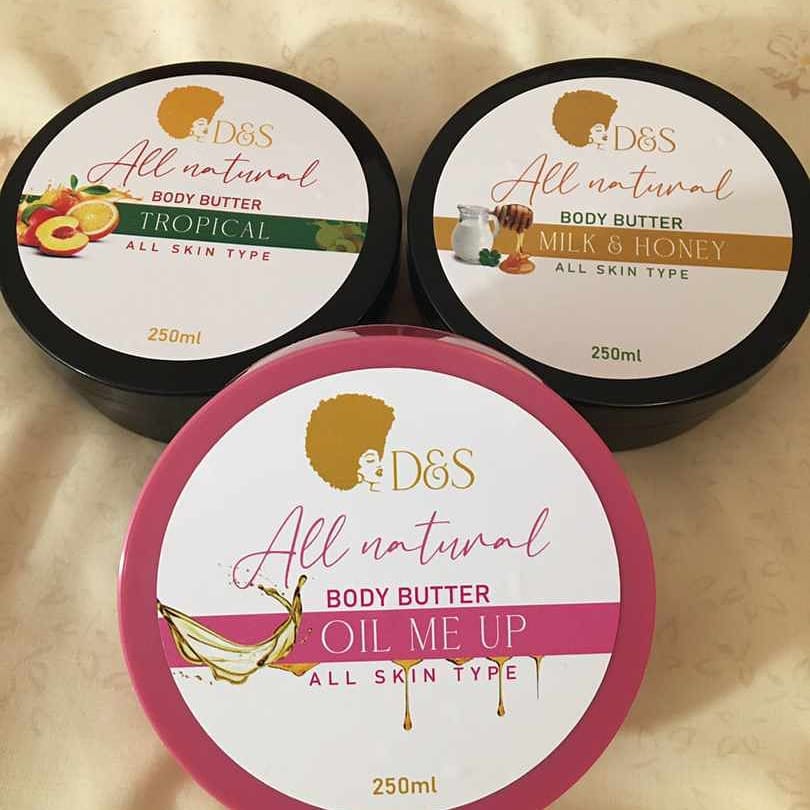 D&S
All natural
BODY BUTTER
TROPICAL
ALL SKIN TYPE
250ml
D&S
All natural
BODY BUTTER
MILK & HONEY
ALL SKIN TYPE
250ml
D&S
All natural
BODY BUTTER
OIL ME UP
ALL SKIN TYPE
250ml